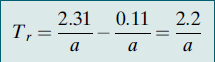 T_r = 2.31/a − 0.11/a = 2.2/a